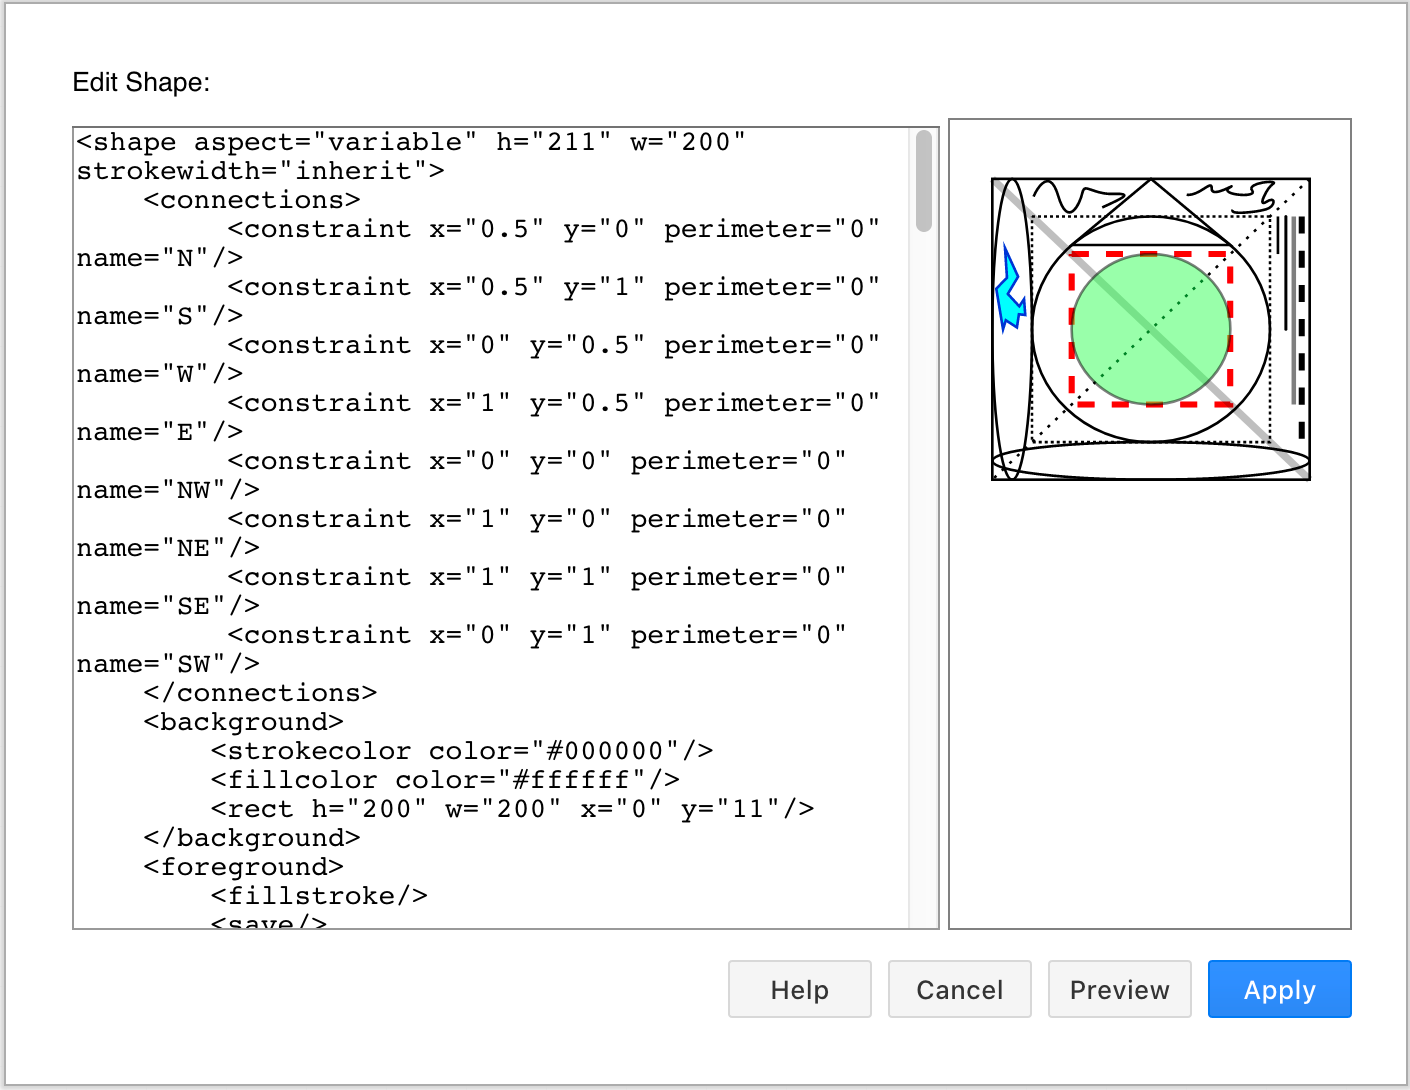 Edit Shape:
<shape aspect="variable" h="211" w="200"
strokewidth="inherit">
<connections>
<constraint x="0.5" y="0" perimeter="0"
name="N"/>
<constraint x="0.5" y="1" perimeter="0"
name="S"/>
<constraint x="0" y="0.5" perimeter="0"
name="W"/>
<constraint x="1" y="0.5" perimeter="0"
name="E"/>
<constraint x="0" y="0" perimeter="0"
name="NW"/>
<constraint x="1" y="0" perimeter="0"
name="NE"/>
<constraint x="1" y="1" perimeter="0"
name="SE"/>
<constraint x="0" y="1" perimeter="0"
name="SW"/>
</connections>
<background>
<strokecolor color="#000000"/>
<fillcolor color="#ffffff"/>
<rect h="200" w="200" x="0" y="11"/>
</background>
<foreground>
<fillstroke/>
<save/>
Help Cancel Preview Apply